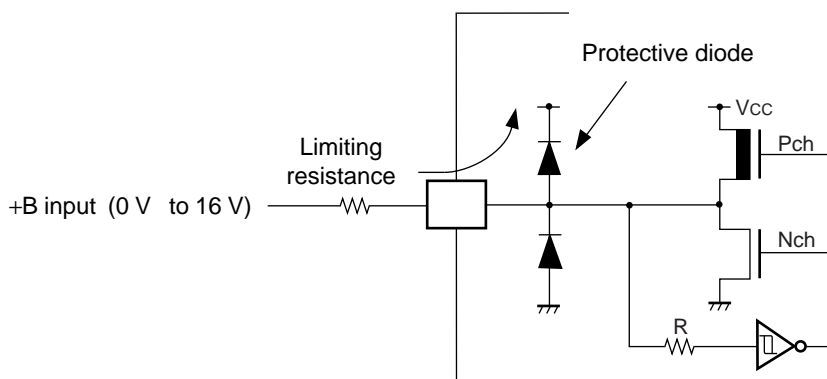 Protective diode
VCC
Limiting
resistance
Pch
+B input (0 V to 16 V)
Nch
R